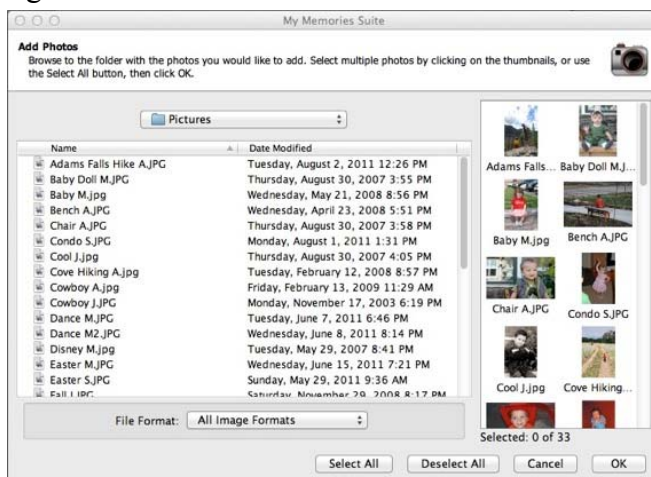 My Memories Suite
Add Photos
Browse to the folder with the photos you would like to add. Select multiple photos by clicking on the thumbnails, or use
the Select All button, then click OK.
Pictures
Name Date Modified
Adams Falls Hike A.JPG Tuesday, August 2, 2011 12:26 PM
Baby Doll M.JPG Thursday, August 30, 2007 3:55 PM
Baby M.jpg Wednesday, May 21, 2008 8:56 PM
Bench A.JPG Wednesday, April 23, 2008 5:51 PM
Chair A.JPG Thursday, August 30, 2007 3:58 PM
Condo S.JPG Monday, August 1, 2011 1:31 PM
Cool J.jpg Thursday, August 30, 2007 4:05 PM
Cove Hiking A.jpg Tuesday, February 12, 2008 8:57 PM
Cowboy A.jpg Friday, February 13, 2009 11:29 AM
Cowboy J.JPG Monday, November 17, 2003 6:19 PM
Dance M.JPG Tuesday, June 7, 2011 6:46 PM
Dance M2.JPG Wednesday, June 8, 2011 8:14 PM
Disney M.jpg Tuesday, May 29, 2007 8:41 PM
Easter M.JPG Wednesday, June 15, 2011 7:21 PM
Easter S.JPG Sunday, May 29, 2011 9:36 AM
Fall J.JPG Saturday, November 29, 2008 8:17 PM
File Format: All Image Formats
Adams Falls... Baby Doll M.J...
Baby M.jpg Bench A.JPG
Chair A.JPG Condo S.JPG
Cool J.jpg Cove Hiking...
Selected: 0 of 33
Select All Deselect All Cancel OK